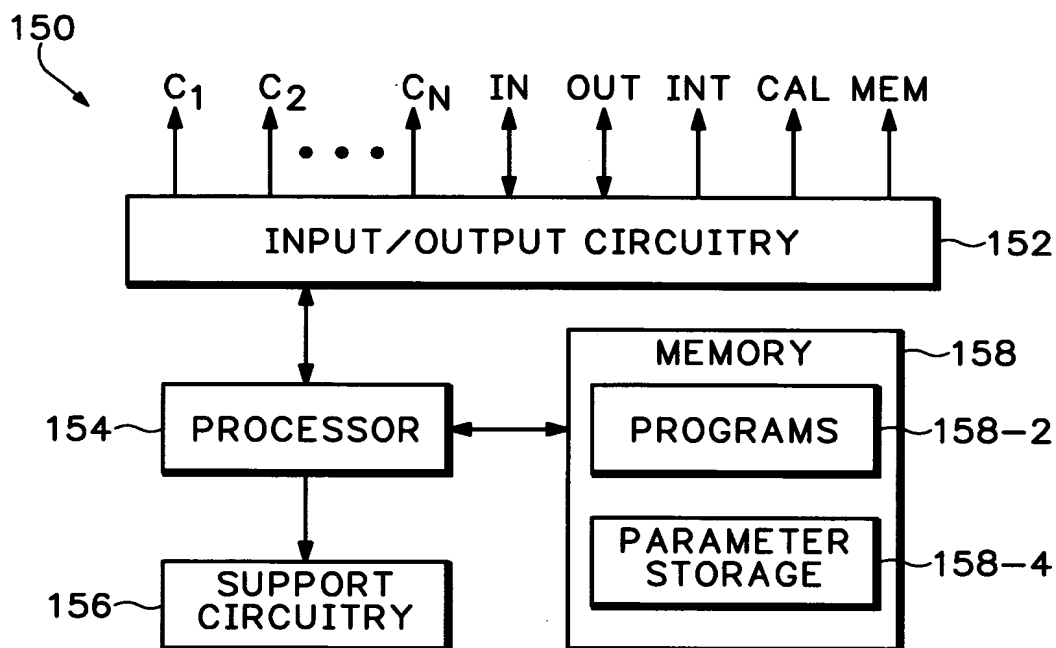 150
C1 C2 • • • CN IN OUT INT CAL MEM
INPUT/OUTPUT CIRCUITRY
152
MEMORY
158
154
PROCESSOR
PROGRAMS
158-2
PARAMETER
STORAGE
158-4
156
SUPPORT
CIRCUITRY